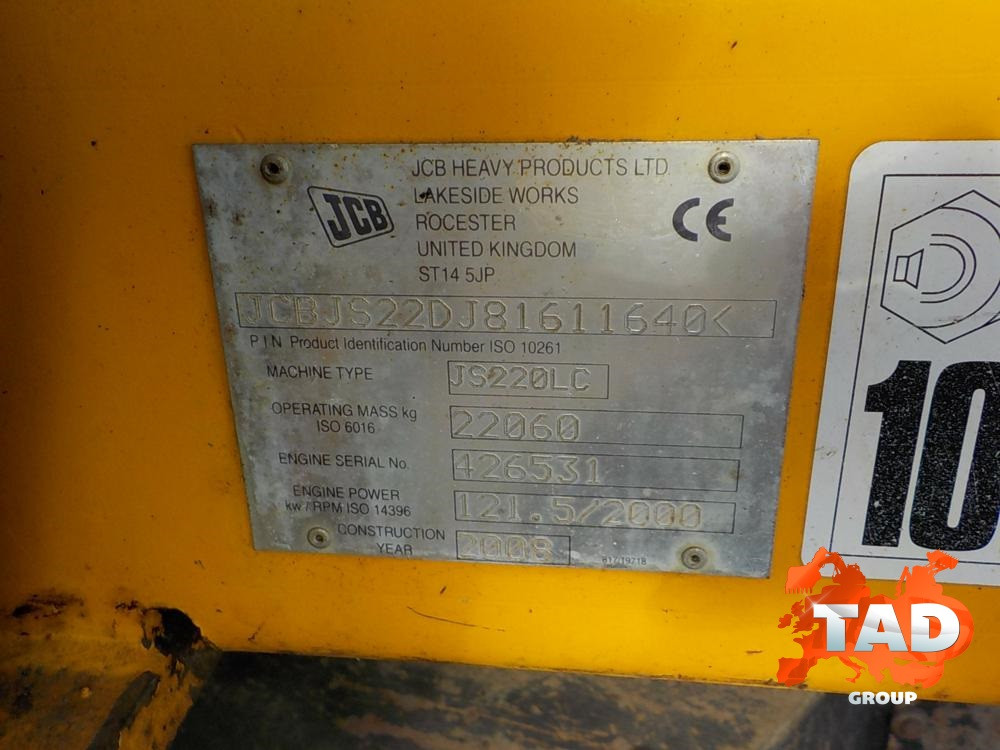 JCB HEAVY PRODUCTS LTD
LAKESIDE WORKS
ROCESTER
UNITED KINGDOM
ST14 5JP
JCB
CE
JCBJS22DJ81611640<
P I N Product Identification Number ISO 10261
MACHINE TYPE JS220LC
OPERATING MASS kg
ISO 6016
22060
ENGINE SERIAL No. 426531
ENGINE POWER
kw / RPM ISO 14396
121.5/2000
CONSTRUCTION
YEAR
2008
817/19718
10
TAD
GROUP